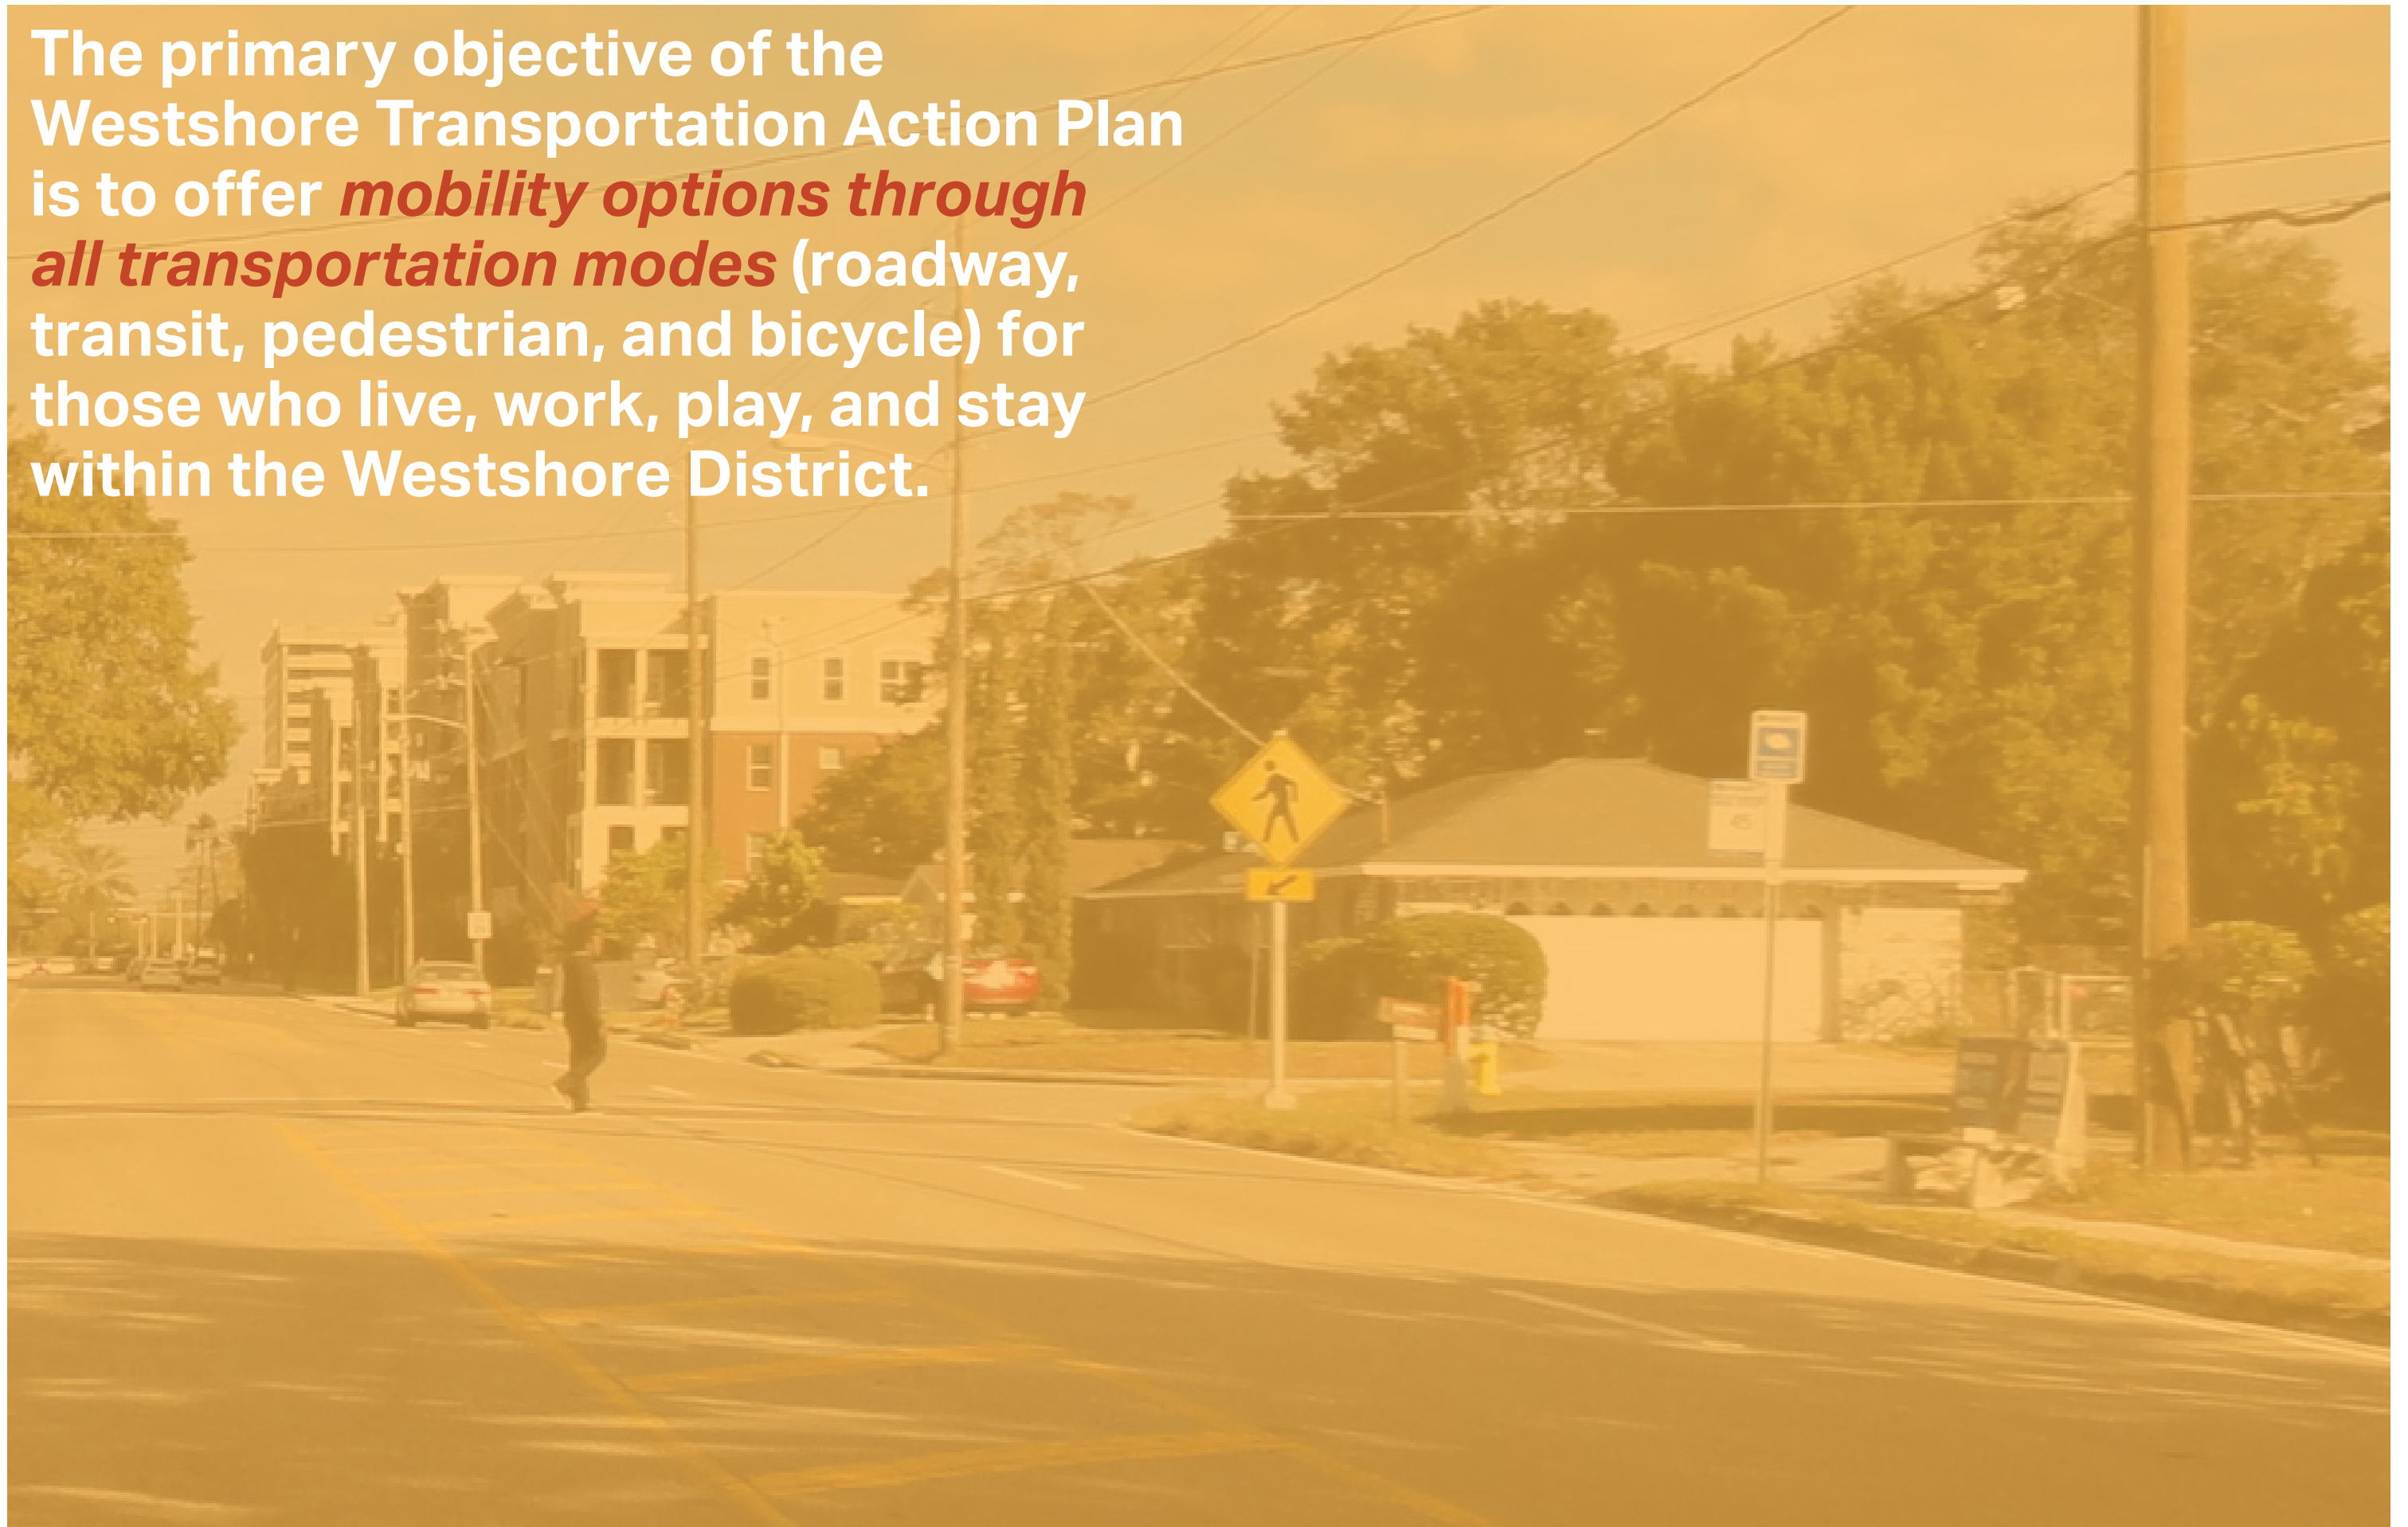 The primary objective of the
Westshore Transportation Action Plan
is to offer mobility options through
all transportation modes (roadway,
transit, pedestrian, and bicycle) for
those who live, work, play, and stay
within the Westshore District.
45